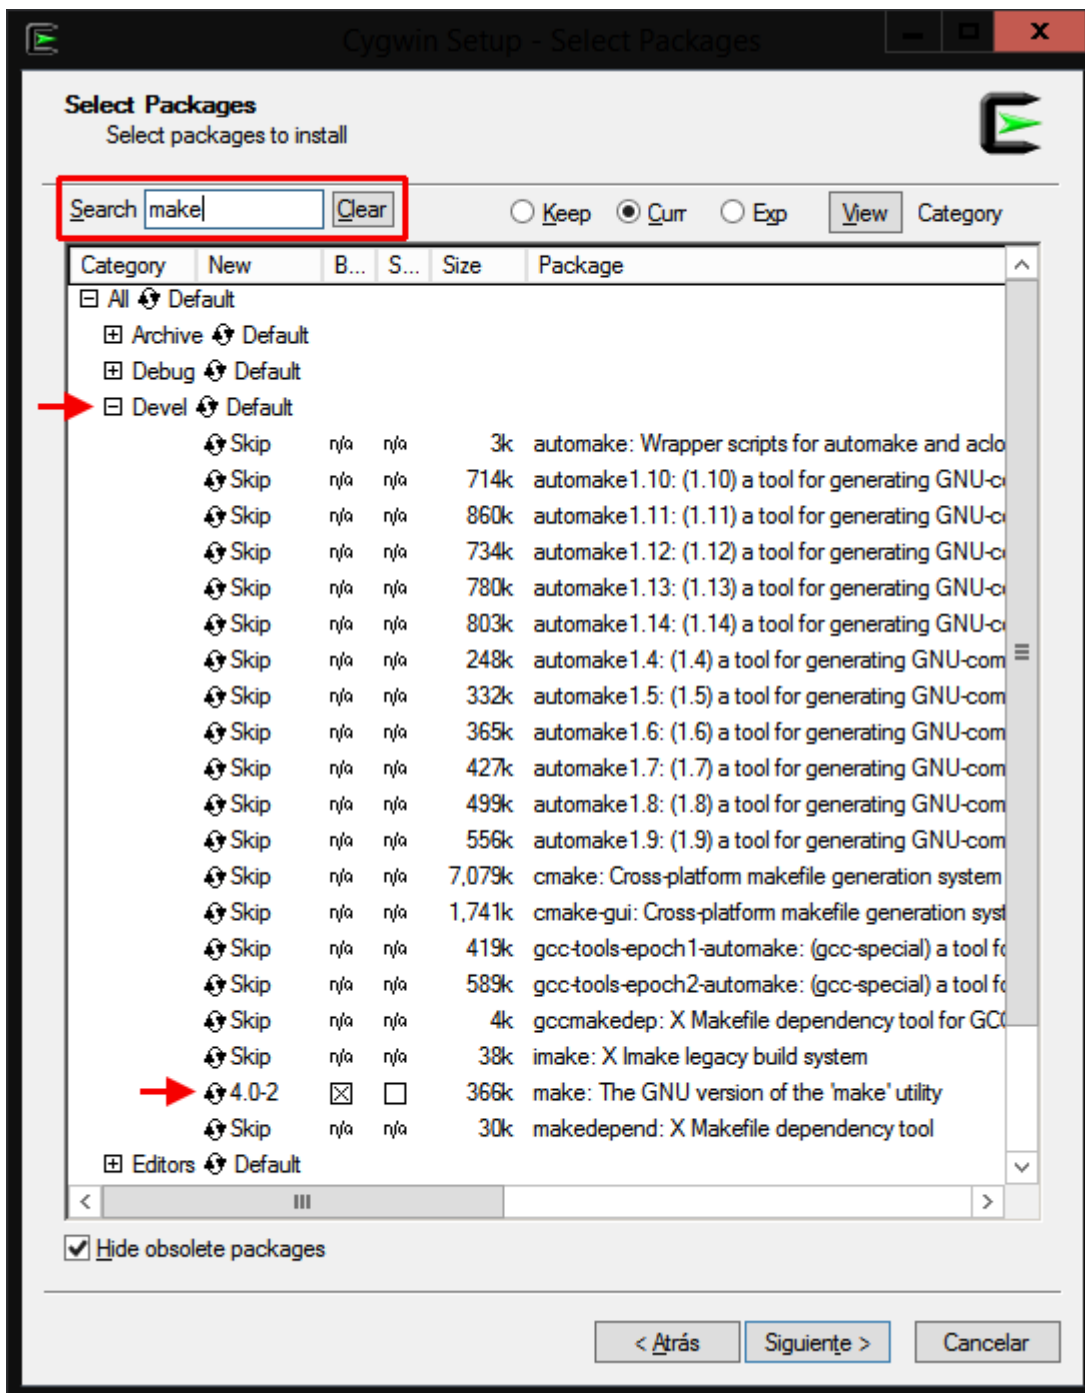 Cygwin Setup - Select Packages
x
Select Packages
Select packages to install
Search make Clear Keep Curr Exp View Category
Category New B... S... Size Package
All Default
Archive Default
Debug Default
Devel Default
Skip n/a n/a 3k automake: Wrapper scripts for automake and aclo
Skip n/a n/a 714k automake1.10: (1.10) a tool for generating GNU-co
Skip n/a n/a 860k automake1.11: (1.11) a tool for generating GNU-co
Skip n/a n/a 734k automake1.12: (1.12) a tool for generating GNU-co
Skip n/a n/a 780k automake1.13: (1.13) a tool for generating GNU-co
Skip n/a n/a 803k automake1.14: (1.14) a tool for generating GNU-co
Skip n/a n/a 248k automake1.4: (1.4) a tool for generating GNU-com
Skip n/a n/a 332k automake1.5: (1.5) a tool for generating GNU-com
Skip n/a n/a 365k automake1.6: (1.6) a tool for generating GNU-com
Skip n/a n/a 427k automake1.7: (1.7) a tool for generating GNU-com
Skip n/a n/a 499k automake1.8: (1.8) a tool for generating GNU-com
Skip n/a n/a 556k automake1.9: (1.9) a tool for generating GNU-com
Skip n/a n/a 7,079k cmake: Cross-platform makefile generation system
Skip n/a n/a 1,741k cmake-gui: Cross-platform makefile generation syst
Skip n/a n/a 419k gcc-tools-epoch1-automake: (gcc-special) a tool fo
Skip n/a n/a 589k gcc-tools-epoch2-automake: (gcc-special) a tool fo
Skip n/a n/a 4k gccmakedep: X Makefile dependency tool for GCC
Skip n/a n/a 38k imake: X Imake legacy build system
4.0-2 366k make: The GNU version of the 'make' utility
Skip n/a n/a 30k makedepend: X Makefile dependency tool
Editors Default
Hide obsolete packages
< Atrás Siguiente > Cancelar